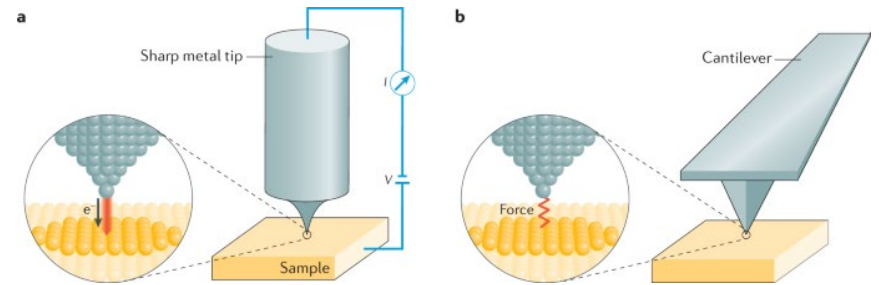 a
Sharp metal tip
I
V
e⁻
Sample
b
Cantilever
Force